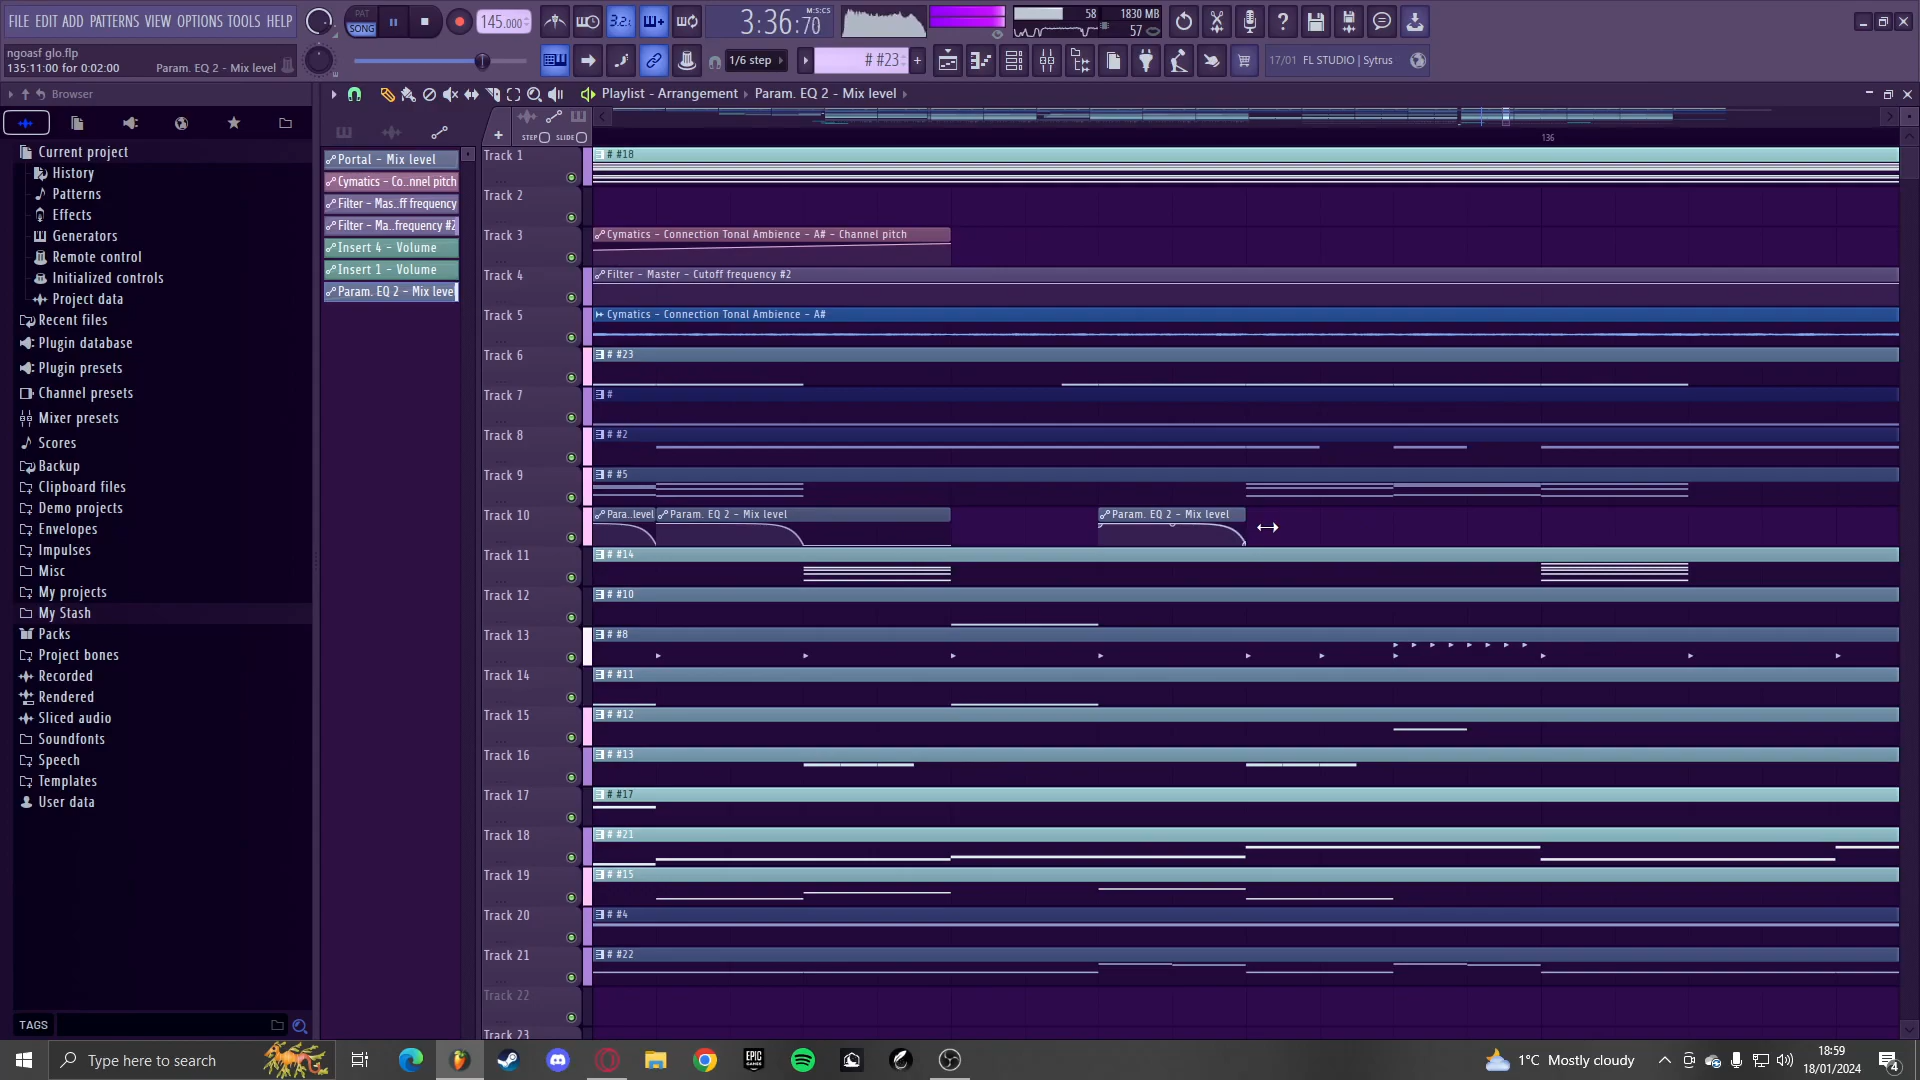 FILE EDIT ADD PATTERNS VIEW OPTIONS TOOLS HELP
PAT
SONG
145.000
3:36:70
M:S:CS
58
1830 MB
57
ngoasf glo.flp
135:11:00 for 0:02:00
Param. EQ 2 - Mix level
1/6 step
# #23
17/01 FL STUDIO | Sytrus
Browser
Playlist - Arrangement
Param. EQ 2 - Mix level
STEP
SLIDE
136
Current project
History
Patterns
Effects
Generators
Remote control
Initialized controls
Project data
Recent files
Plugin database
Plugin presets
Channel presets
Mixer presets
Scores
Backup
Clipboard files
Demo projects
Envelopes
Impulses
Misc
My projects
My Stash
Packs
Project bones
Recorded
Rendered
Sliced audio
Soundfonts
Speech
Templates
User data
TAGS
Portal - Mix level
Cymatics - Co..nnel pitch
Filter - Mas..ff frequency
Filter - Ma..frequency #2
Insert 4 - Volume
Insert 1 - Volume
Param. EQ 2 - Mix level
Track 1
# #18
Track 2
Track 3
Cymatics - Connection Tonal Ambience - A# - Channel pitch
Track 4
Filter - Master - Cutoff frequency #2
Track 5
Cymatics - Connection Tonal Ambience - A#
Track 6
# #23
Track 7
#
Track 8
# #2
Track 9
# #5
Track 10
Para..level
Param. EQ 2 - Mix level
Param. EQ 2 - Mix level
Track 11
# #14
Track 12
# #10
Track 13
# #8
Track 14
# #11
Track 15
# #12
Track 16
# #13
Track 17
# #17
Track 18
# #21
Track 19
# #15
Track 20
# #4
Track 21
# #22
Track 22
Track 23
Type here to search
1°C Mostly cloudy
18:59
18/01/2024
4